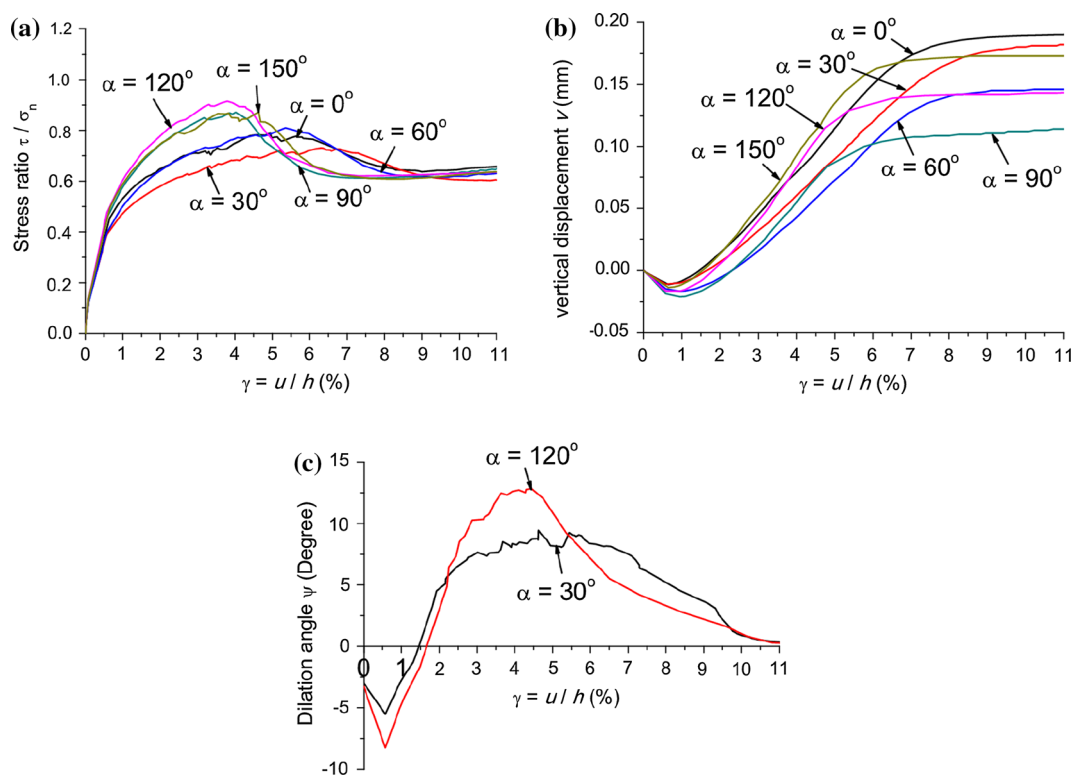 (a)
Stress ratio τ / σn
1.2
1.0
0.8
0.6
0.4
0.2
0.0
α = 120°
α = 150°
α = 0°
α = 60°
α = 30°
α = 90°
0 1 2 3 4 5 6 7 8 9 10 11
γ = u / h (%)
(b)
vertical displacement v (mm)
0.20
0.15
0.10
0.05
0.00
-0.05
α = 0°
α = 30°
α = 120°
α = 150°
α = 60°
α = 90°
0 1 2 3 4 5 6 7 8 9 10 11
γ = u / h (%)
(c)
Dilation angle ψ (Degree)
15
10
5
0
-5
-10
α = 120°
α = 30°
0 1 2 3 4 5 6 7 8 9 10 11
γ = u / h (%)